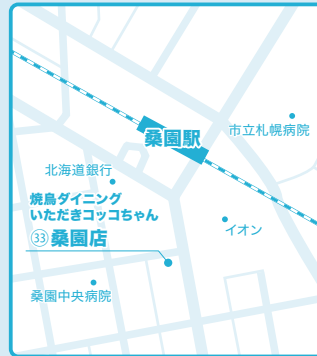 桑園駅
市立札幌病院
北海道銀行
焼鳥ダイニング
いただきコッコちゃん
㉝桑園店
イオン
桑園中央病院